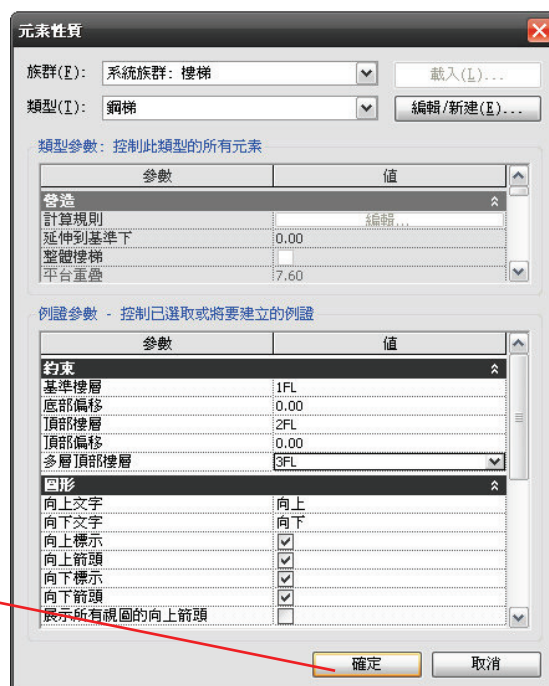 元素性質
族群(F): 系統族群: 樓梯 載入(L)...
類型(T): 鋼梯 編輯/新建(E)...
類型參數: 控制此類型的所有元素
參數 值
營造
計算規則 編輯...
延伸到基準下 0.00
整體樓梯
平台重疊 7.60
例證參數 - 控制已選取或將要建立的例證
參數 值
約束
基準樓層 1FL
底部偏移 0.00
頂部樓層 2FL
頂部偏移 0.00
多層頂部樓層 3FL
圖形
向上文字 向上
向下文字 向下
向上標示
向上箭頭
向下標示
向下箭頭
展示所有視圖的向上箭頭
確定 取消